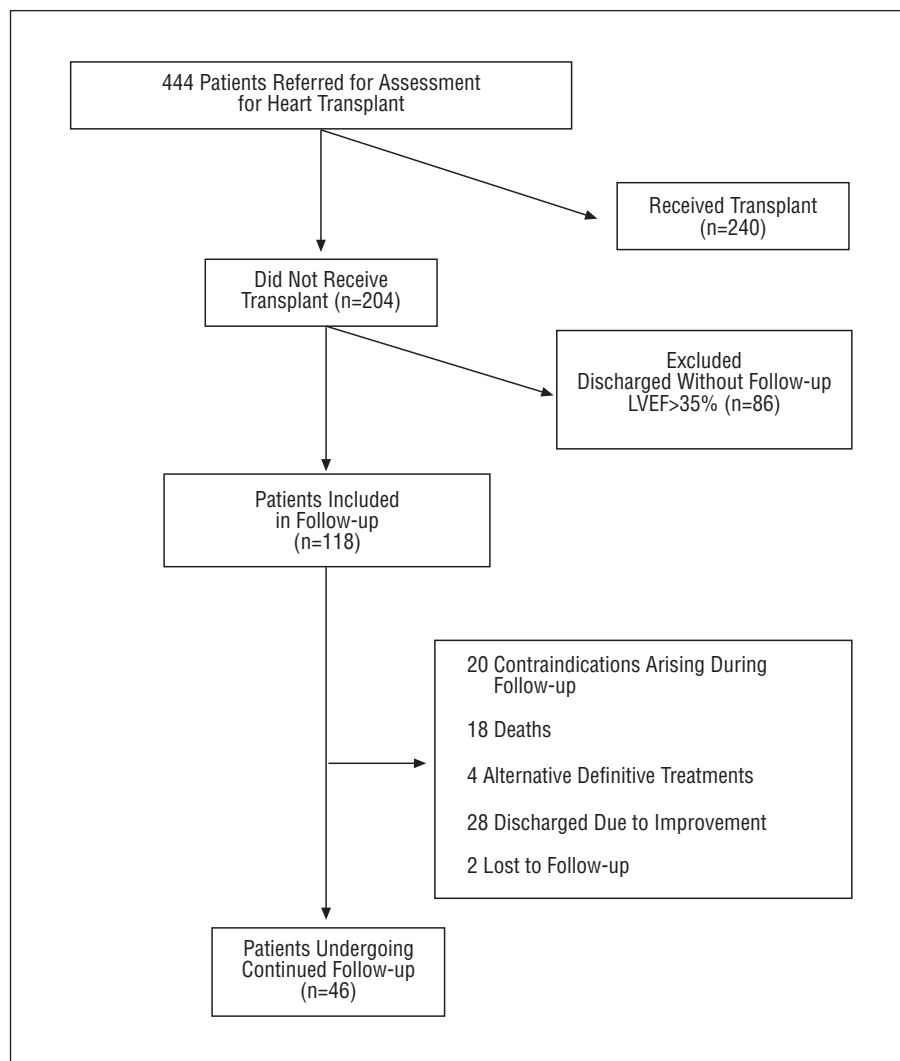 444 Patients Referred for Assessment
for Heart Transplant
Received Transplant
(n=240)
Did Not Receive
Transplant (n=204)
Excluded
Discharged Without Follow-up
LVEF>35% (n=86)
Patients Included
in Follow-up
(n=118)
20 Contraindications Arising During
Follow-up
18 Deaths
4 Alternative Definitive Treatments
28 Discharged Due to Improvement
2 Lost to Follow-up
Patients Undergoing
Continued Follow-up
(n=46)